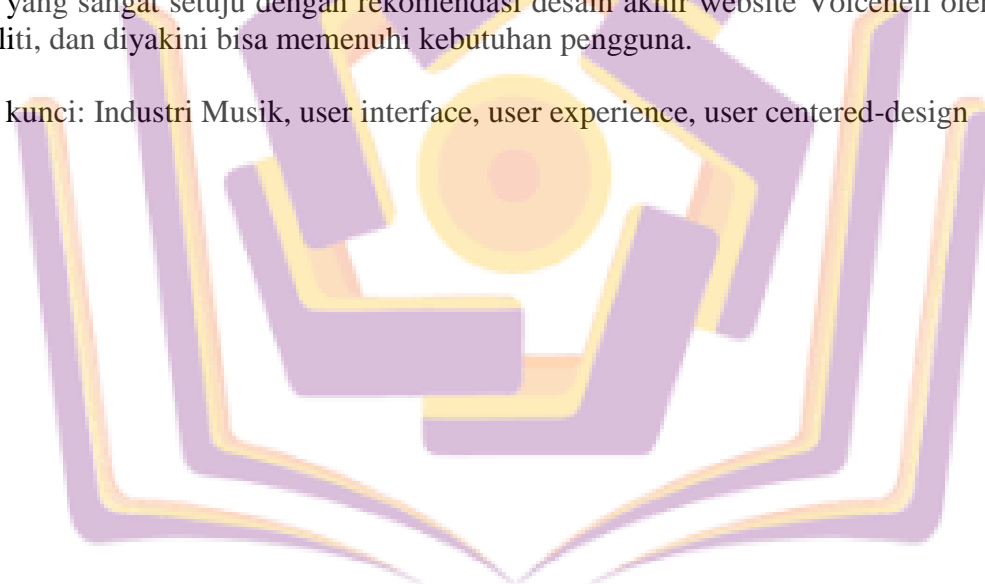 yang sangat setuju dengan rekomendasi desain akhir website Voicehell oleh
liti, dan diyakini bisa memenuhi kebutuhan pengguna.
kunci: Industri Musik, user interface, user experience, user centered-design